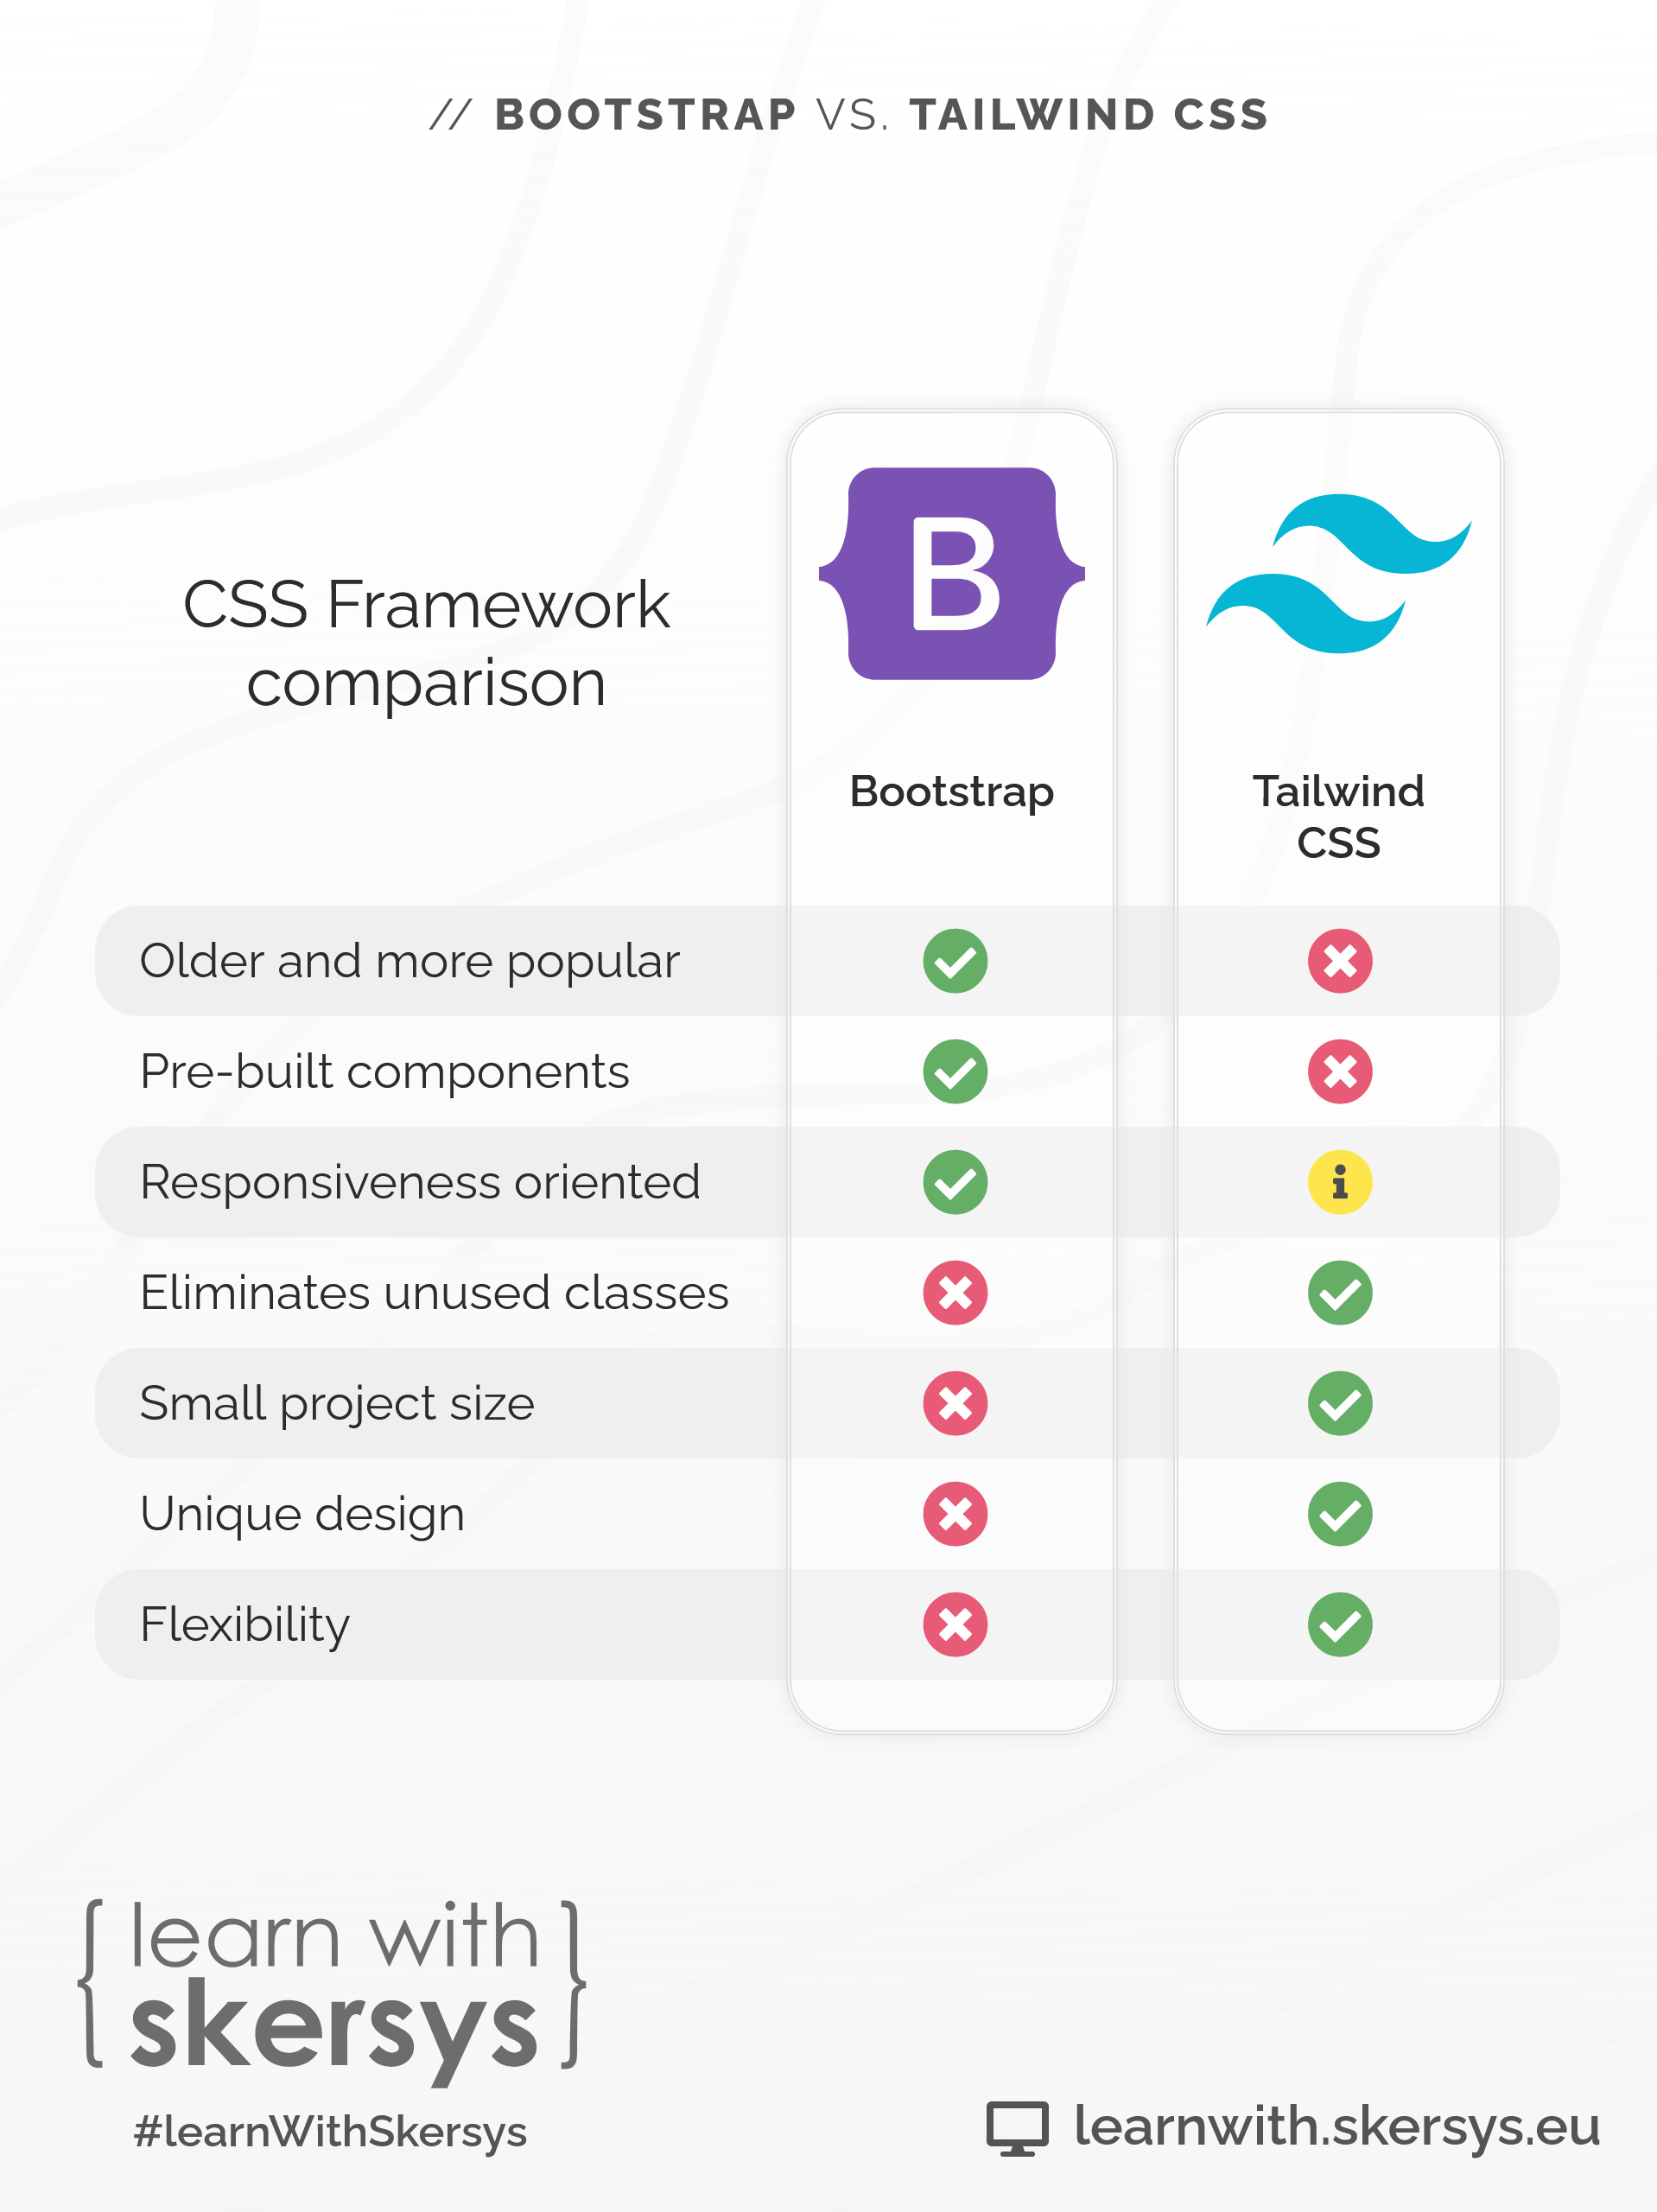 // BOOTSTRAP VS. TAILWIND CSS
CSS Framework
comparison
B
Bootstrap
Tailwind
CSS
Older and more popular
Pre-built components
Responsiveness oriented
i
Eliminates unused classes
Small project size
Unique design
Flexibility
{ learn with }
skersys
#learnWithSkersys
learnwith.skersys.eu